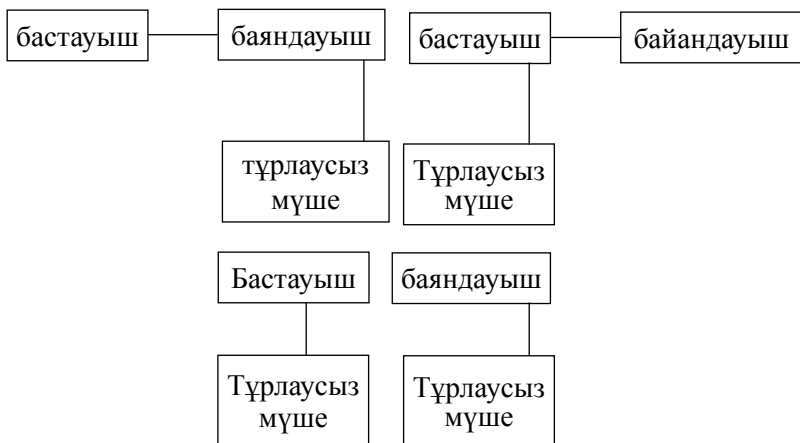 бастауыш
баяндауыш
бастауыш
байандауыш
тұрлаусыз
мүше
Тұрлаусыз
мүше
Бастауыш
баяндауыш
Тұрлаусыз
мүше
Тұрлаусыз
мүше